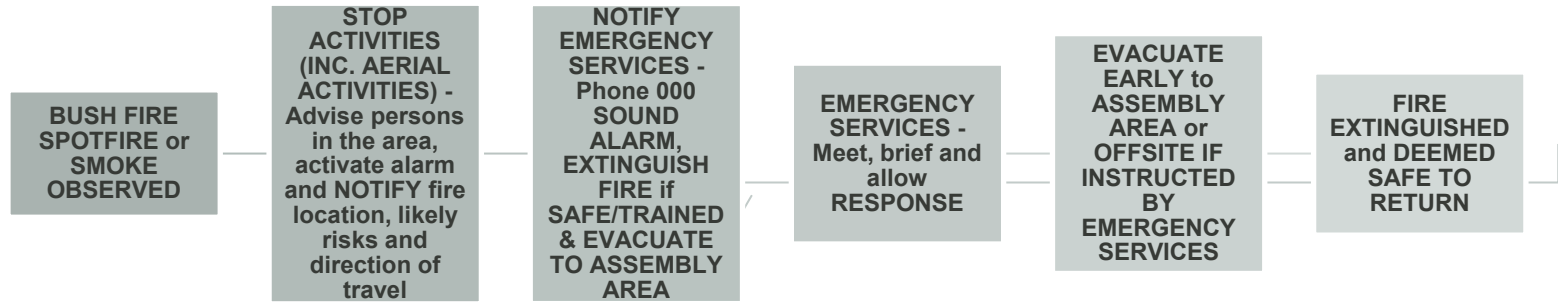 BUSH FIRE
SPOTFIRE or
SMOKE
OBSERVED
STOP
ACTIVITIES
(INC. AERIAL
ACTIVITIES) -
Advise persons
in the area,
activate alarm
and NOTIFY fire
location, likely
risks and
direction of
travel
NOTIFY
EMERGENCY
SERVICES -
Phone 000
SOUND
ALARM,
EXTINGUISH
FIRE if
SAFE/TRAINED
& EVACUATE
TO ASSEMBLY
AREA
EMERGENCY
SERVICES -
Meet, brief and
allow
RESPONSE
EVACUATE
EARLY to
ASSEMBLY
AREA or
OFFSITE IF
INSTRUCTED
BY
EMERGENCY
SERVICES
FIRE
EXTINGUISHED
and DEEMED
SAFE TO
RETURN